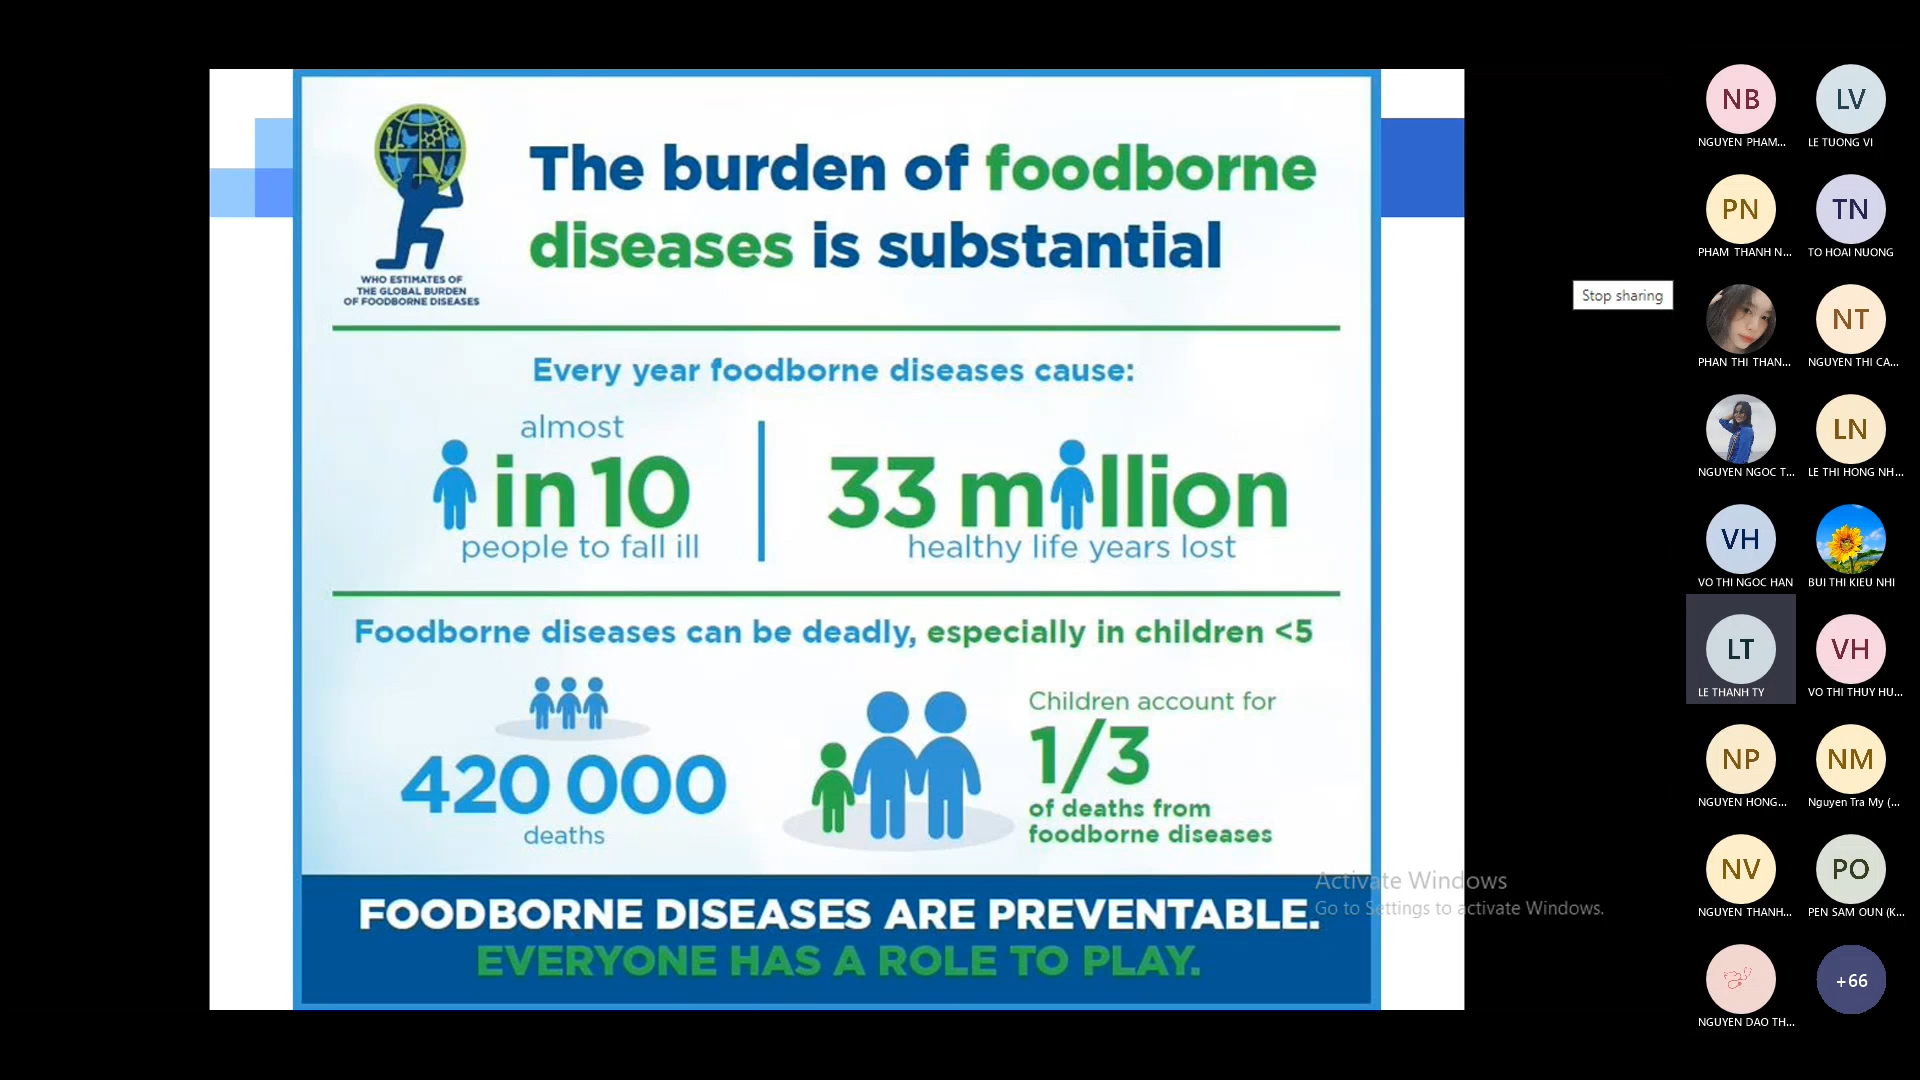 The burden of foodborne
diseases is substantial
WHO ESTIMATES OF
THE GLOBAL BURDEN
OF FOODBORNE DISEASES
Every year foodborne diseases cause:
almost
in 10
people to fall ill
33 million
healthy life years lost
Foodborne diseases can be deadly, especially in children <5
420 000
deaths
Children account for
1/3
of deaths from
foodborne diseases
FOODBORNE DISEASES ARE PREVENTABLE.
EVERYONE HAS A ROLE TO PLAY.
Activate Windows
Go to Settings to activate Windows.
Stop sharing
NB
NGUYEN PHAM...
LV
LE TUONG VI
PN
PHAM THANH N...
TN
TO HOAI NUONG
PHAN THI THAN...
NT
NGUYEN THI CA...
NGUYEN NGOC T...
LN
LE THI HONG NH...
VH
VO THI NGOC HAN
BUI THI KIEU NHI
LT
LE THANH TY
VH
VO THI THUY HU...
NP
NGUYEN HONG...
NM
Nguyen Tra My (...
NV
NGUYEN THANH...
PO
PEN SAM OUN (K...
NGUYEN DAO TH...
+66